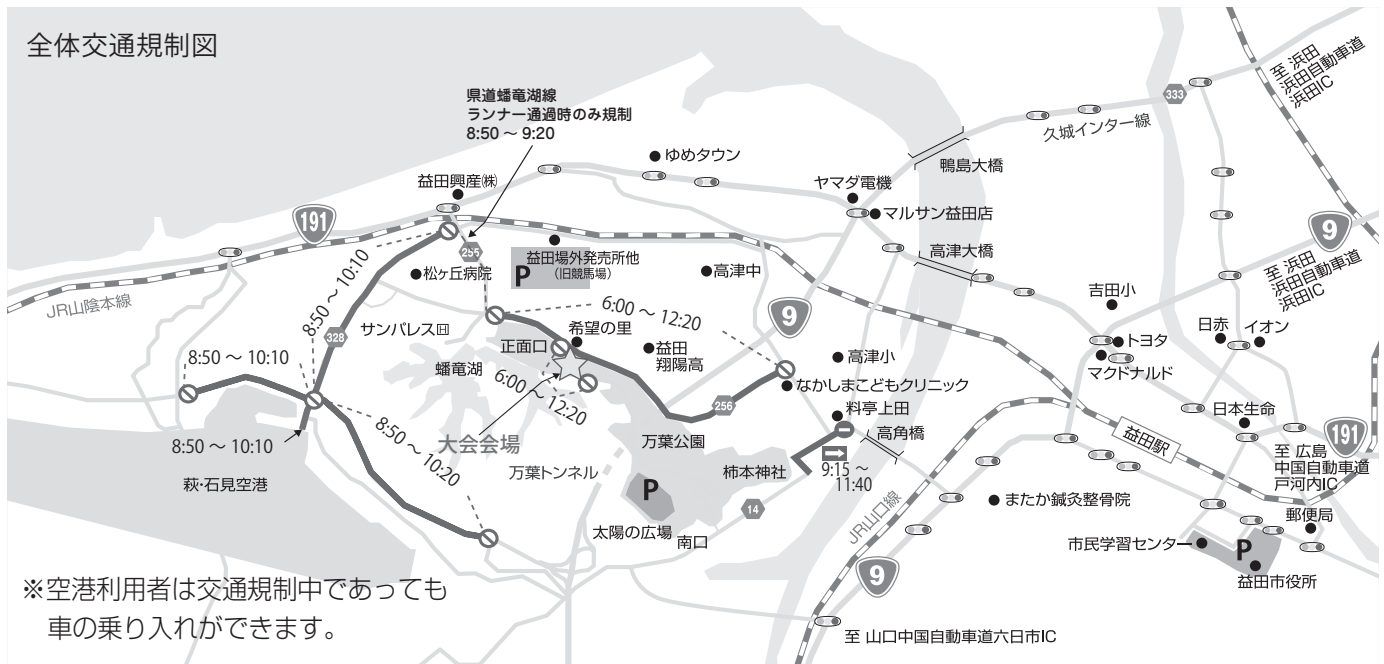 全体交通規制図
県道蟠竜湖線
ランナー通過時のみ規制
8:50 ~ 9:20
至 浜田
浜田自動車道
浜田IC
333
久城インター線
ゆめタウン
鴨島大橋
益田興産㈱
ヤマダ電機
マルサン益田店
191
9
256
益田場外発売所他
(旧競馬場)
P
松ヶ丘病院
高津中
高津大橋
至 浜田
浜田自動車道
浜田IC
JR山陰本線
8:50 ~ 10:10
6:00 ~ 12:20
吉田小
9
サンパレスH
328
正面口
希望の里
益田
翔陽高
高津小
トヨタ
日赤
イオン
8:50 ~ 10:10
蟠竜湖
6:00 ~ 12:20
なかしまこどもクリニック
マクドナルド
256
料亭上田
日本生命
8:50 ~ 10:10
8:50 ~ 10:20
大会会場
万葉公園
高角橋
益田駅
191
萩・石見空港
万葉トンネル
柿本神社
9:15 ~
11:40
至 広島
中国自動車道
戸河内IC
P
14
JR山口線
またか鍼灸整骨院
郵便局
太陽の広場
南口
市民学習センター
P
9
益田市役所
※空港利用者は交通規制中であっても
車の乗り入れができます。
至 山口中国自動車道六日市IC